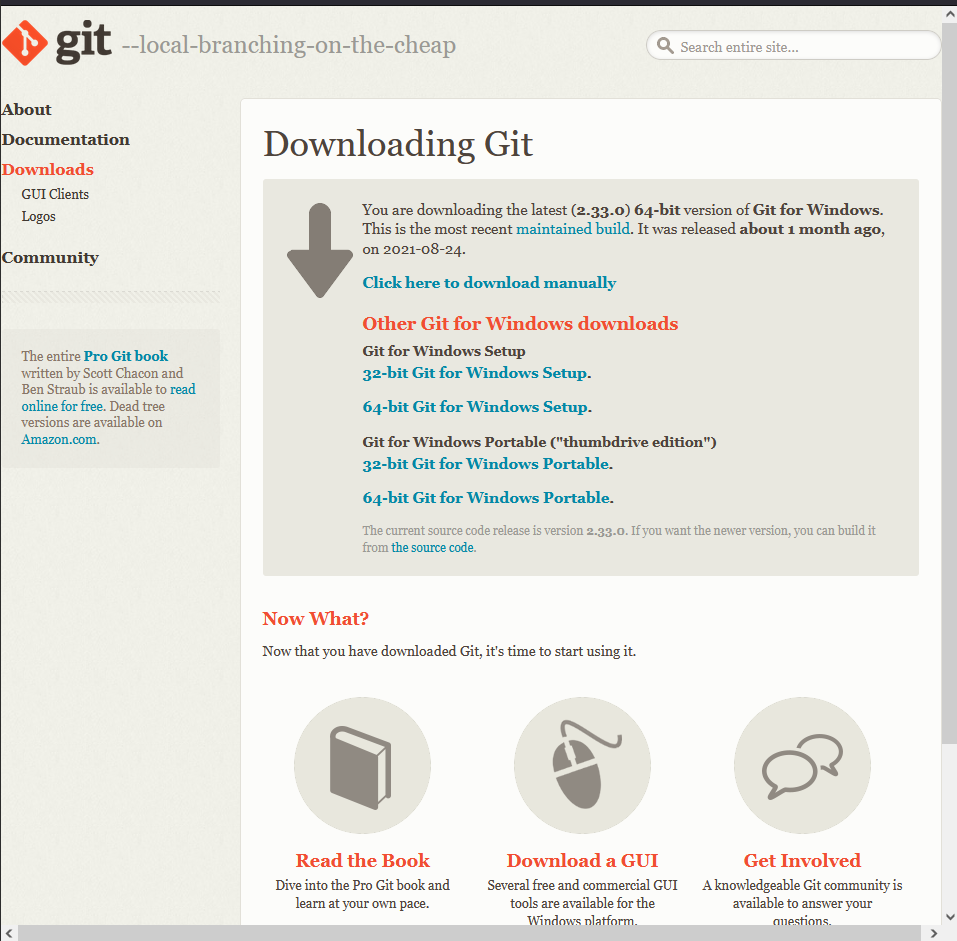 git --local-branching-on-the-cheap
Search entire site...
About
Documentation
Downloads
GUI Clients
Logos
Community
The entire Pro Git book
written by Scott Chacon and
Ben Straub is available to read
online for free. Dead tree
versions are available on
Amazon.com.
Downloading Git
You are downloading the latest (2.33.0) 64-bit version of Git for Windows.
This is the most recent maintained build. It was released about 1 month ago,
on 2021-08-24.
Click here to download manually
Other Git for Windows downloads
Git for Windows Setup
32-bit Git for Windows Setup.
64-bit Git for Windows Setup.
Git for Windows Portable ("thumbdrive edition")
32-bit Git for Windows Portable.
64-bit Git for Windows Portable.
The current source code release is version 2.33.0. If you want the newer version, you can build it
from the source code.
Now What?
Now that you have downloaded Git, it's time to start using it.
Read the Book
Dive into the Pro Git book and
learn at your own pace.
Download a GUI
Several free and commercial GUI
tools are available for the
Windows platform.
Get Involved
A knowledgeable Git community is
available to answer your
questions.